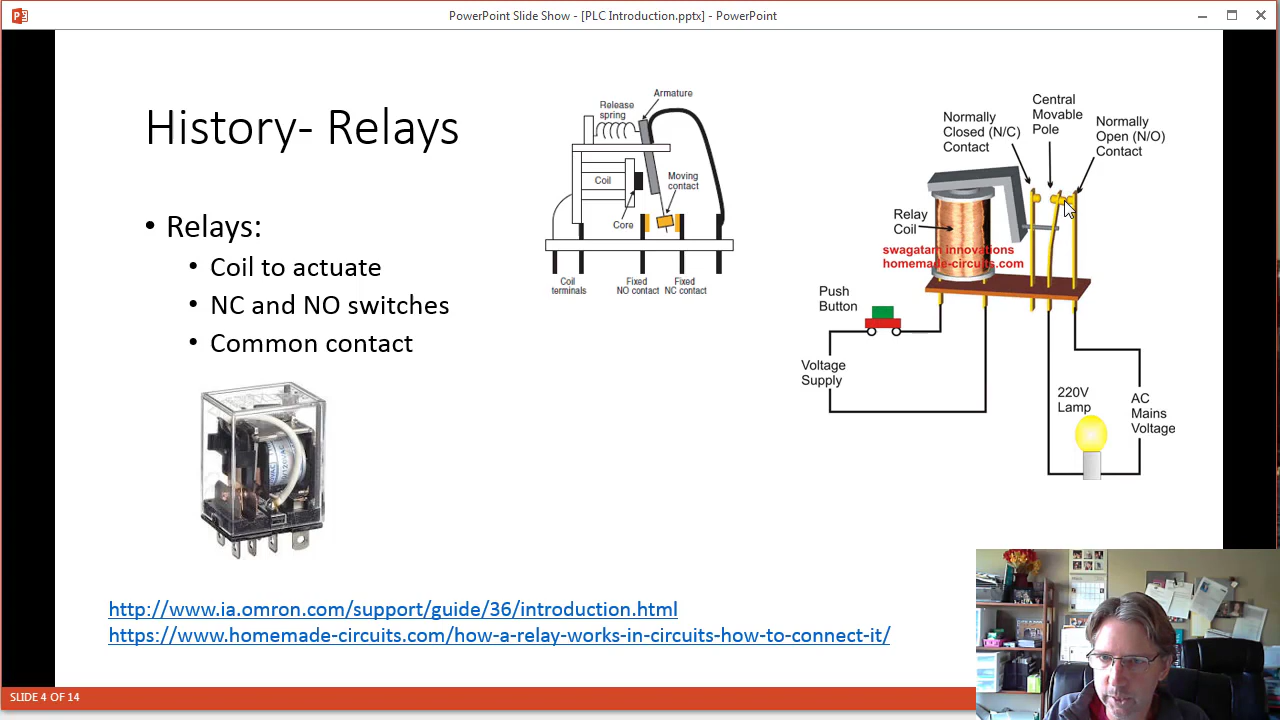 PowerPoint Slide Show - [PLC Introduction.pptx] - PowerPoint
History- Relays
• Relays:
• Coil to actuate
• NC and NO switches
• Common contact
Armature
Release
spring
Coil
Moving
contact
Core
Coil
terminals
Fixed
NO contact
Fixed
NC contact
Central
Movable
Pole
Normally
Closed (N/C)
Contact
Normally
Open (N/O)
Contact
Relay
Coil
swagatam innovations
homemade-circuits.com
Push
Button
Voltage
Supply
220V
Lamp
AC
Mains
Voltage
http://www.ia.omron.com/support/guide/36/introduction.html
https://www.homemade-circuits.com/how-a-relay-works-in-circuits-how-to-connect-it/
SLIDE 4 OF 14